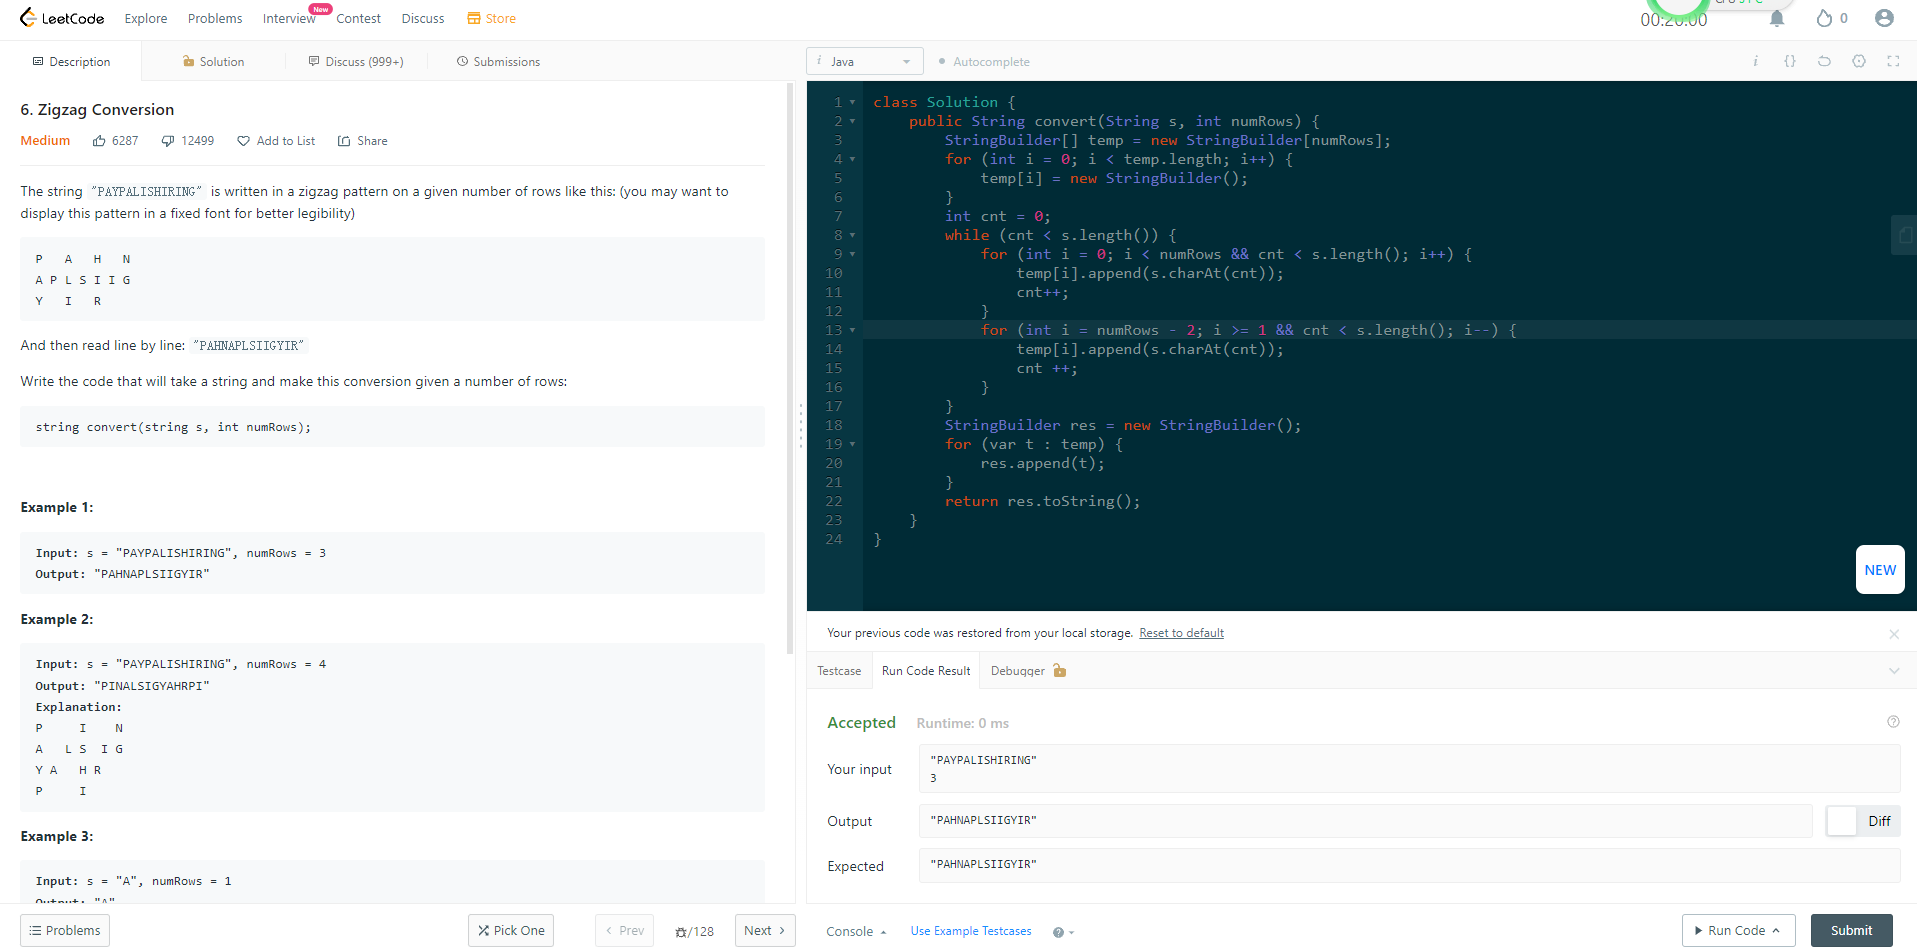 LeetCode Explore Problems Interview New Contest Discuss Store
00:20:00 0
Description Solution Discuss (999+) Submissions
6. Zigzag Conversion
Medium 6287 12499 Add to List Share
The string "PAYPALISHIRING" is written in a zigzag pattern on a given number of rows like this: (you may want to
display this pattern in a fixed font for better legibility)
P   A   H   N
A P L S I I G
Y   I   R
And then read line by line: "PAHNAPLSIIGYIR"
Write the code that will take a string and make this conversion given a number of rows:
string convert(string s, int numRows);
Example 1:
Input: s = "PAYPALISHIRING", numRows = 3
Output: "PAHNAPLSIIGYIR"
Example 2:
Input: s = "PAYPALISHIRING", numRows = 4
Output: "PINALSIGYAHRPI"
Explanation:
P     I    N
A   L S  I G
Y A   H R
P     I
Example 3:
Input: s = "A", numRows = 1
Output: "A"
Problems Pick One Prev /128 Next
i Java Autocomplete i {}
1 class Solution {
2 public String convert(String s, int numRows) {
3 StringBuilder[] temp = new StringBuilder[numRows];
4 for (int i = 0; i < temp.length; i++) {
5 temp[i] = new StringBuilder();
6 }
7 int cnt = 0;
8 while (cnt < s.length()) {
9 for (int i = 0; i < numRows && cnt < s.length(); i++) {
10 temp[i].append(s.charAt(cnt));
11 cnt++;
12 }
13 for (int i = numRows - 2; i >= 1 && cnt < s.length(); i--) {
14 temp[i].append(s.charAt(cnt));
15 cnt ++;
16 }
17 }
18 StringBuilder res = new StringBuilder();
19 for (var t : temp) {
20 res.append(t);
21 }
22 return res.toString();
23 }
24 }
NEW
Your previous code was restored from your local storage. Reset to default
Testcase Run Code Result Debugger
Accepted Runtime: 0 ms
Your input "PAYPALISHIRING"
3
Output "PAHNAPLSIIGYIR" Diff
Expected "PAHNAPLSIIGYIR"
Console Use Example Testcases Run Code Submit